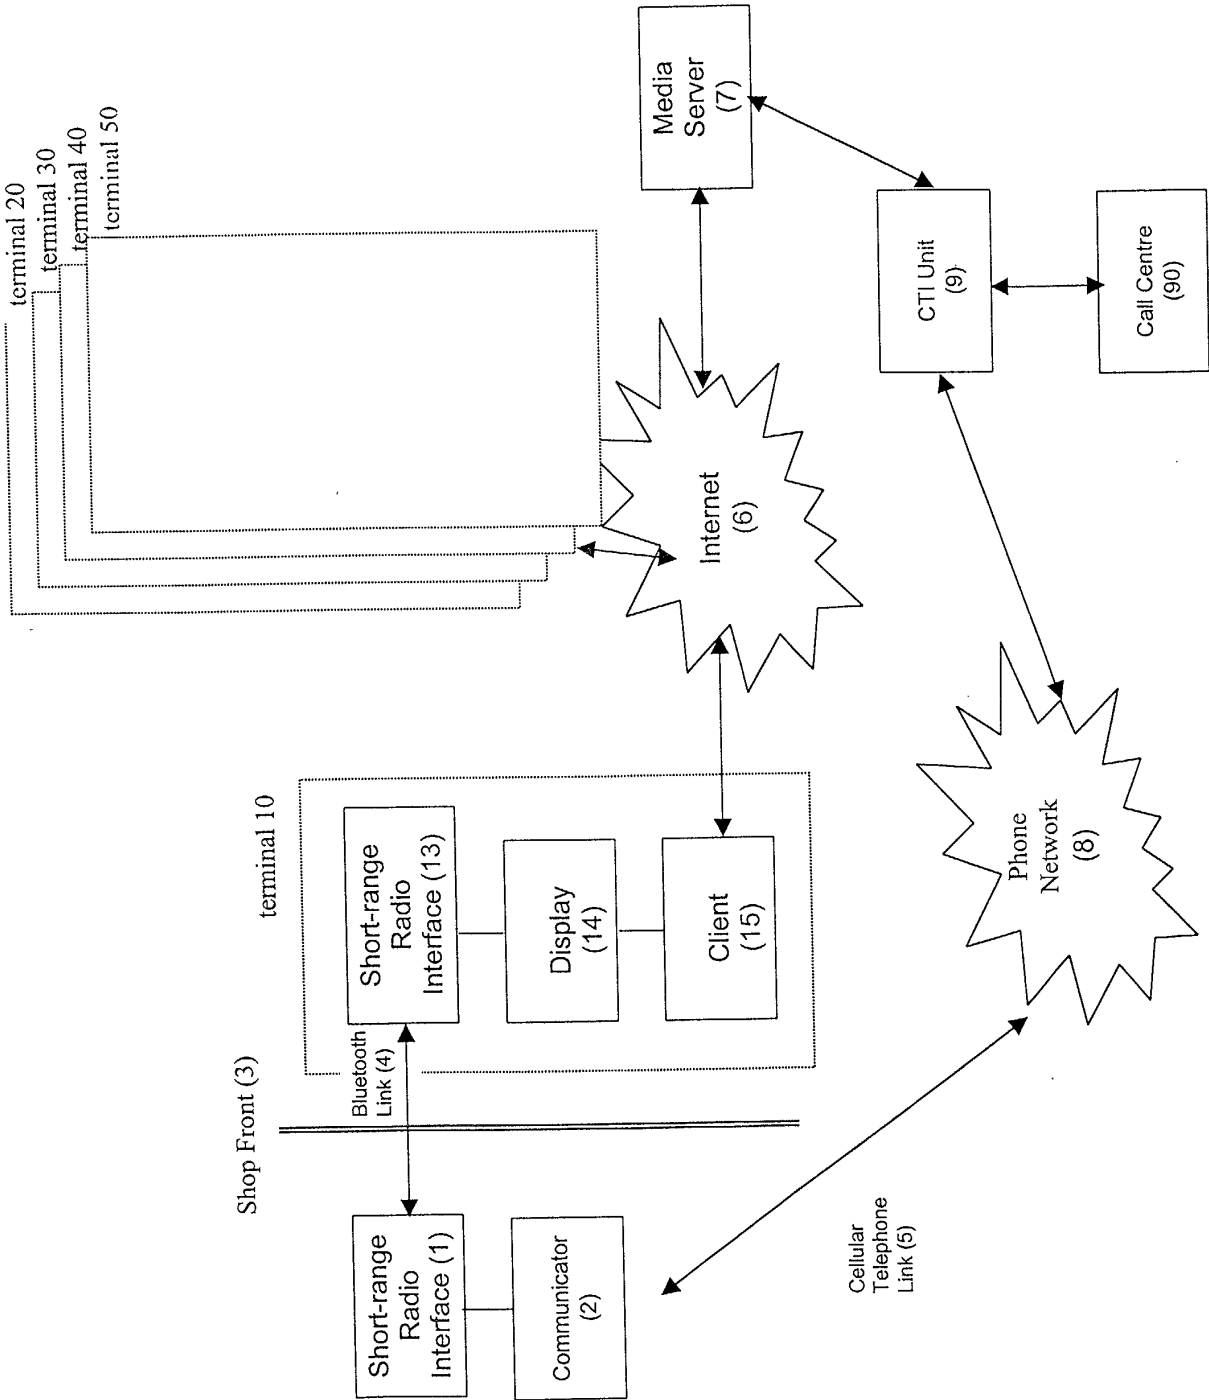 terminal 20
terminal 30
terminal 40
terminal 50
Media
Server
(7)
Internet
(6)
CTI Unit
(9)
Call Centre
(90)
terminal 10
Short-range
Radio
Interface (13)
Display
(14)
Client
(15)
Phone
Network
(8)
Shop Front (3)
Bluetooth
Link (4)
Short-range
Radio
Interface (1)
Communicator
(2)
Cellular
Telephone
Link (5)